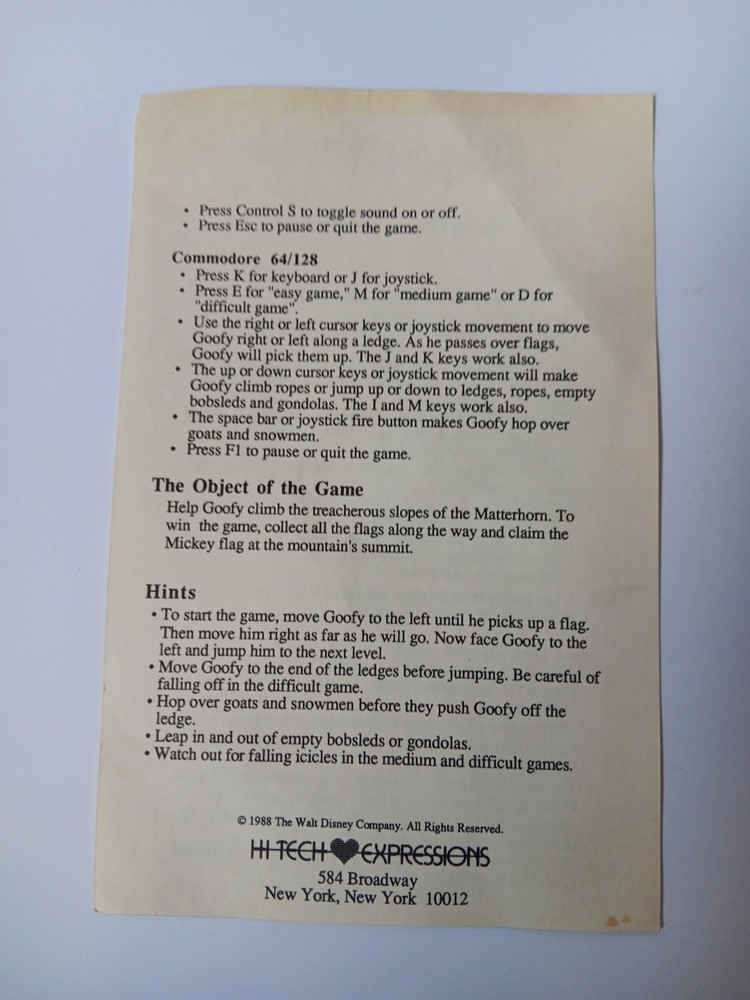 • Press Control S to toggle sound on or off.
• Press Esc to pause or quit the game.
Commodore 64/128
• Press K for keyboard or J for joystick.
• Press E for "easy game," M for "medium game" or D for
"difficult game".
• Use the right or left cursor keys or joystick movement to move
Goofy right or left along a ledge. As he passes over flags,
Goofy will pick them up. The J and K keys work also.
• The up or down cursor keys or joystick movement will make
Goofy climb ropes or jump up or down to ledges, ropes, empty
bobsleds and gondolas. The I and M keys work also.
• The space bar or joystick fire button makes Goofy hop over
goats and snowmen.
• Press F1 to pause or quit the game.
The Object of the Game
Help Goofy climb the treacherous slopes of the Matterhorn. To
win the game, collect all the flags along the way and claim the
Mickey flag at the mountain's summit.
Hints
• To start the game, move Goofy to the left until he picks up a flag.
Then move him right as far as he will go. Now face Goofy to the
left and jump him to the next level.
• Move Goofy to the end of the ledges before jumping. Be careful of
falling off in the difficult game.
• Hop over goats and snowmen before they push Goofy off the
ledge.
• Leap in and out of empty bobsleds or gondolas.
• Watch out for falling icicles in the medium and difficult games.
© 1988 The Walt Disney Company. All Rights Reserved.
HI TECH EXPRESSIONS
584 Broadway
New York, New York 10012